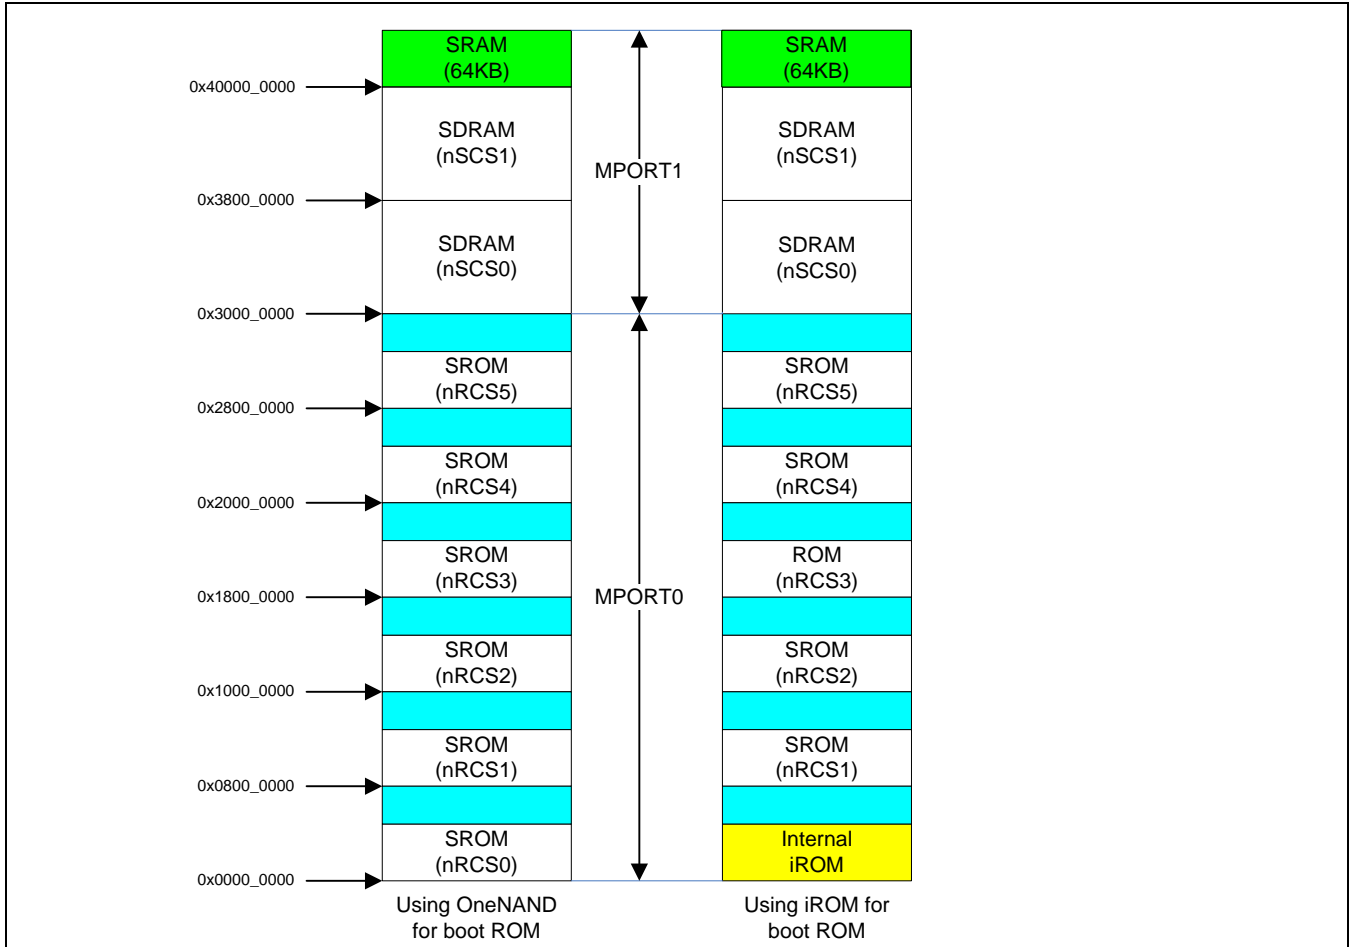 SRAM
(64KB)
SRAM
(64KB)
0x40000_0000
SDRAM
(nSCS1)
SDRAM
(nSCS1)
MPORT1
0x3800_0000
SDRAM
(nSCS0)
SDRAM
(nSCS0)
0x3000_0000
SROM
(nRCS5)
SROM
(nRCS5)
0x2800_0000
SROM
(nRCS4)
SROM
(nRCS4)
0x2000_0000
SROM
(nRCS3)
ROM
(nRCS3)
0x1800_0000
MPORT0
SROM
(nRCS2)
SROM
(nRCS2)
0x1000_0000
SROM
(nRCS1)
SROM
(nRCS1)
0x0800_0000
SROM
(nRCS0)
Internal
iROM
0x0000_0000
Using OneNAND
for boot ROM
Using iROM for
boot ROM